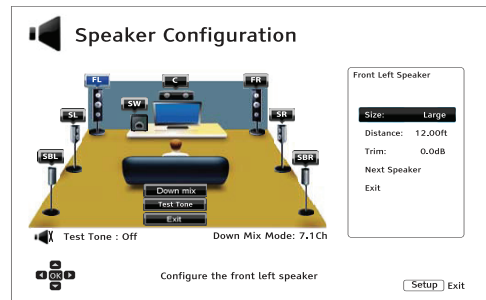 Speaker Configuration
FL
C
FR
SW
SL
SR
SBL
SBR
Down mix
Test Tone
Exit
Test Tone : Off
Down Mix Mode: 7.1Ch
Front Left Speaker
Size: Large
Distance: 12.00ft
Trim: 0.0dB
Next Speaker
Exit
OK
Configure the front left speaker
Setup Exit